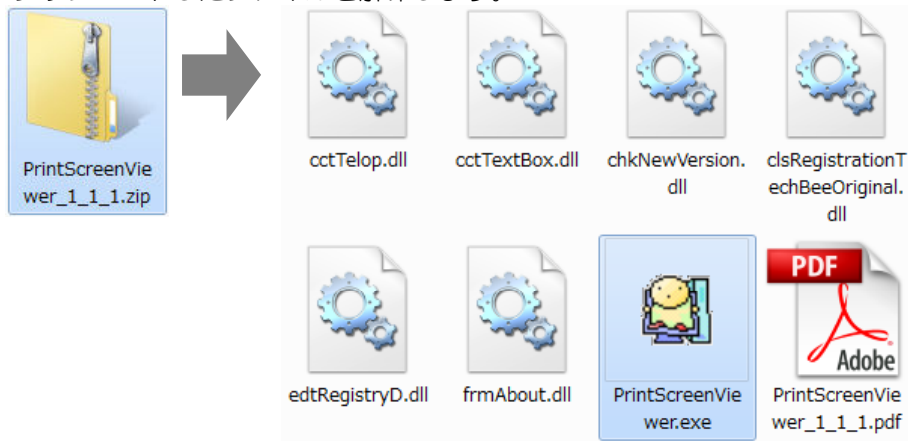 PrintScreenVie
wer_1_1_1.zip
cctTelop.dll
cctTextBox.dll
chkNewVersion.
dll
clsRegistrationT
echBeeOriginal.
dll
edtRegistryD.dll
frmAbout.dll
PrintScreenVie
wer.exe
PDF
Adobe
PrintScreenVie
wer_1_1_1.pdf